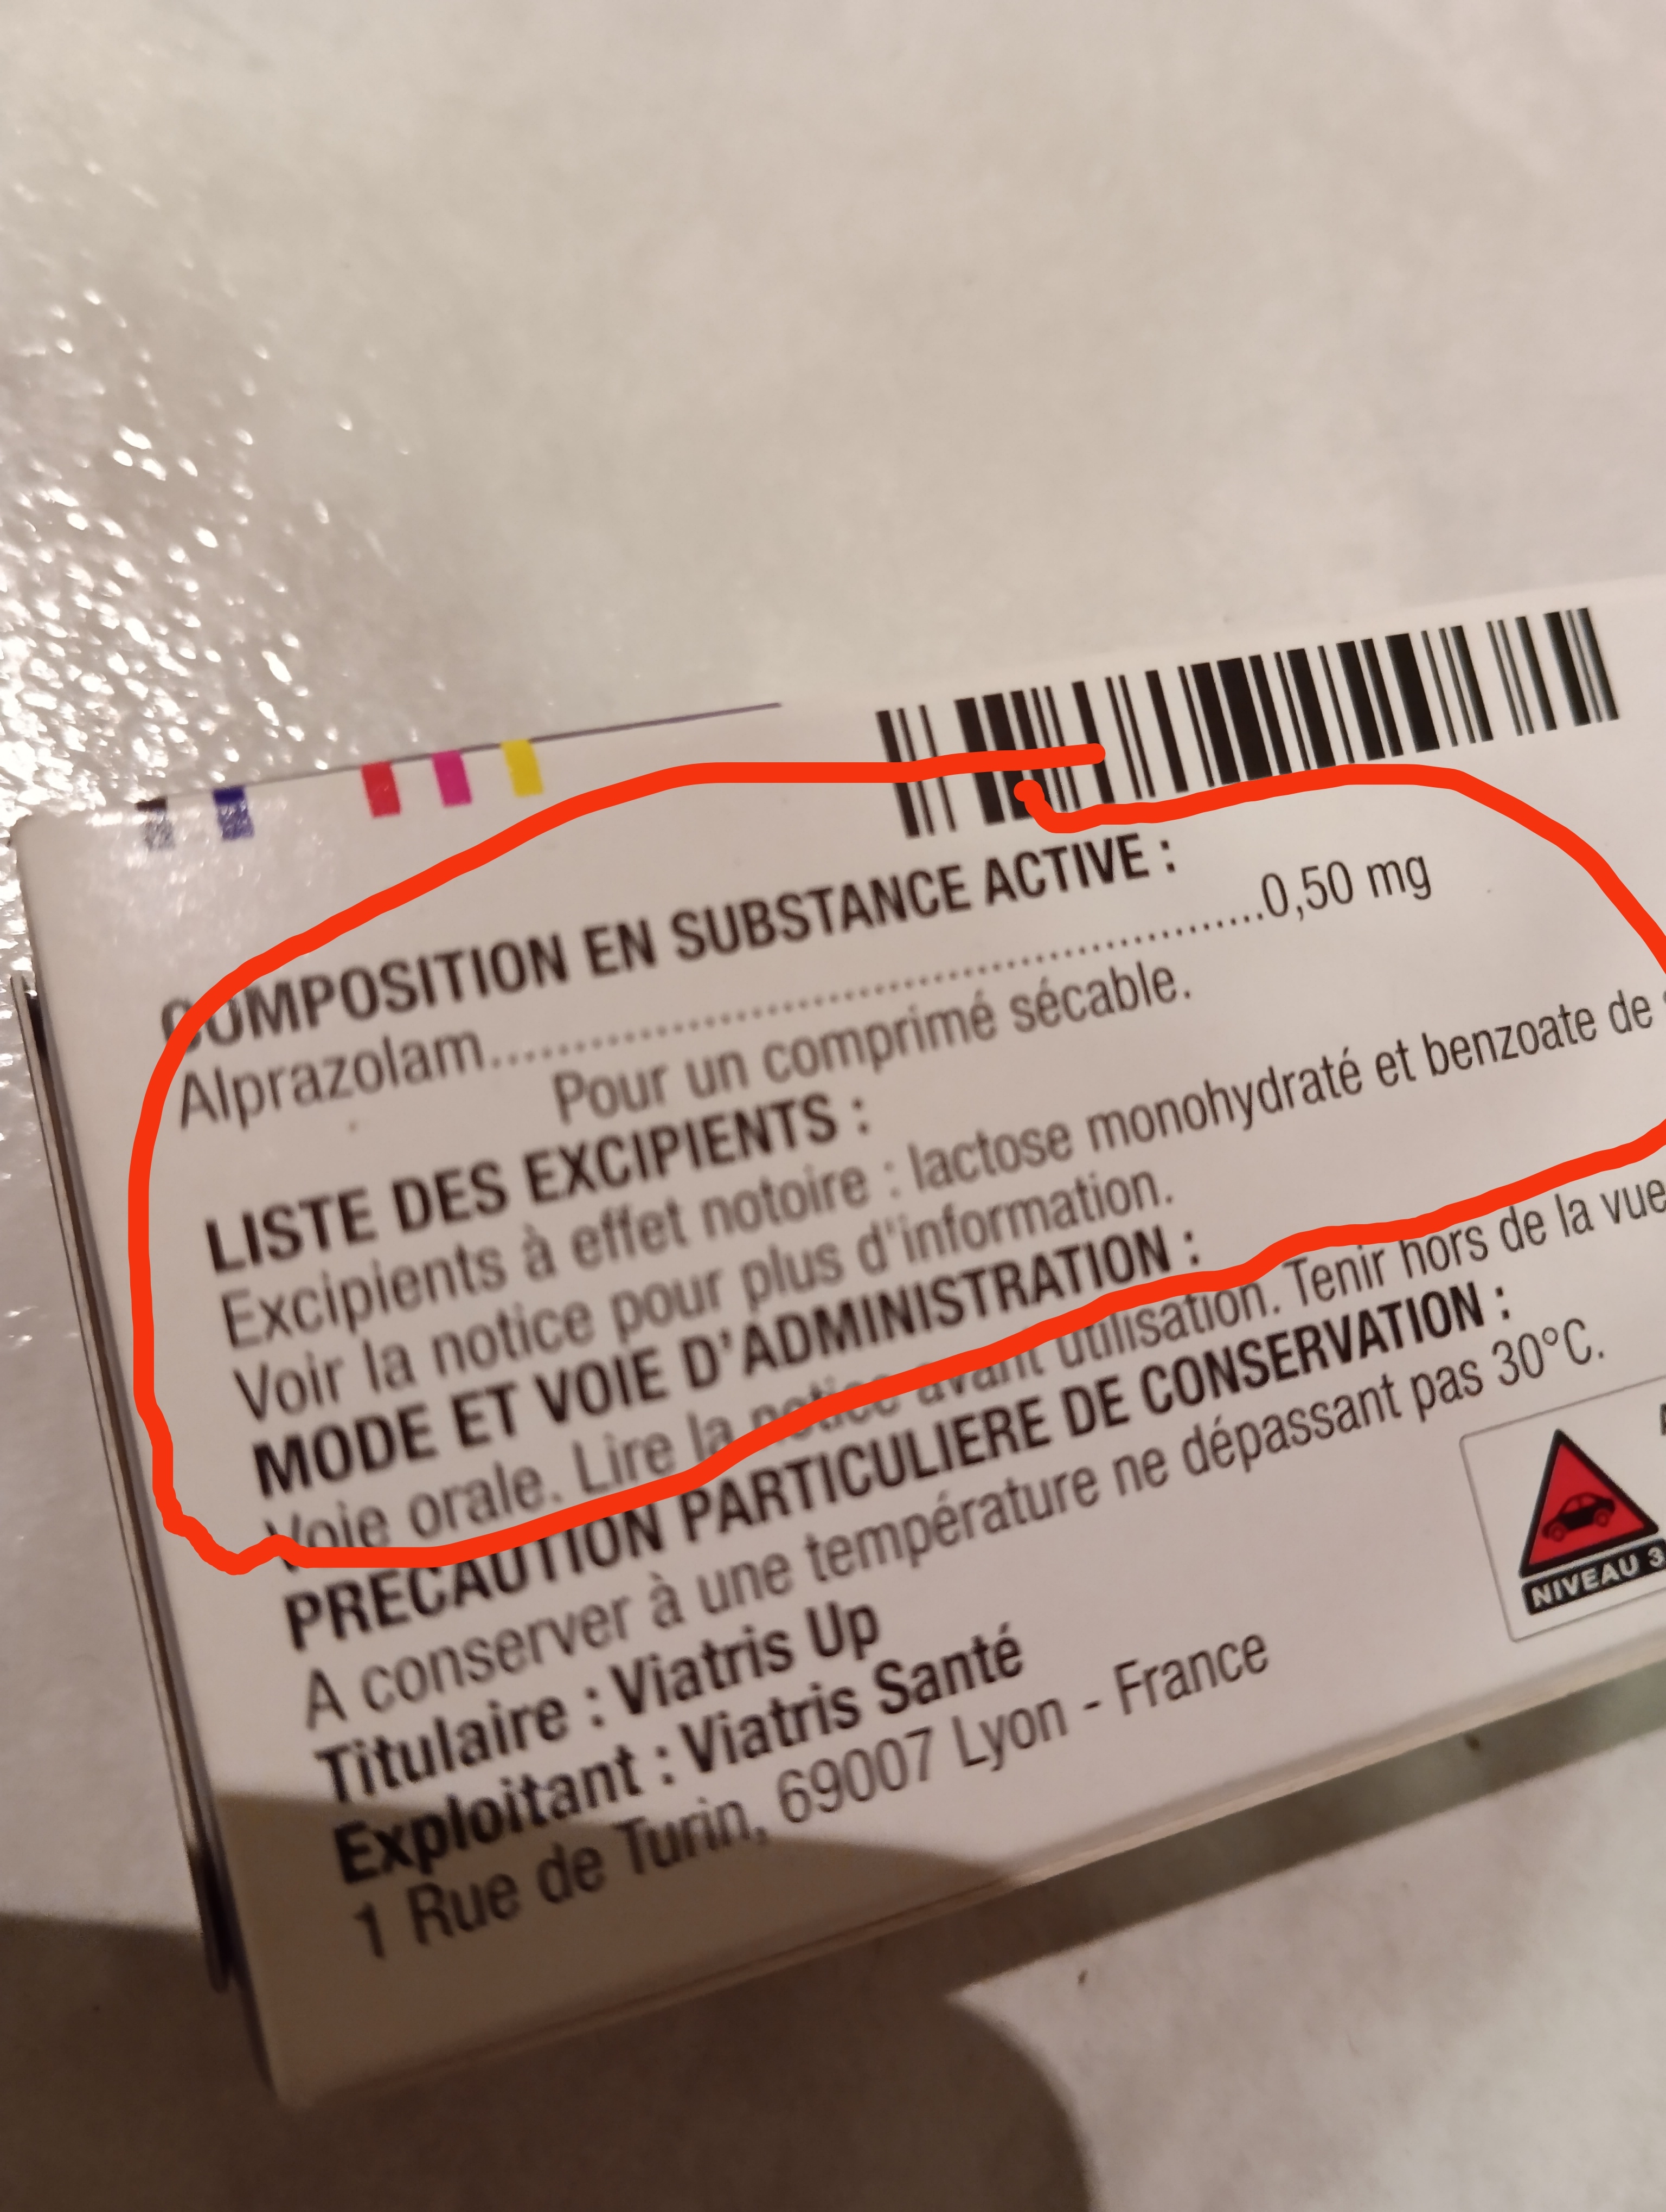 COMPOSITION EN SUBSTANCE ACTIVE :
Alprazolam..........................................................0,50 mg
Pour un comprimé sécable.
LISTE DES EXCIPIENTS :
Excipients à effet notoire : lactose monohydraté et benzoate de
Voir la notice pour plus d'information.
MODE ET VOIE D'ADMINISTRATION :
Voie orale. Lire la notice avant utilisation. Tenir hors de la vue
PRECAUTION PARTICULIERE DE CONSERVATION :
A conserver à une température ne dépassant pas 30°C.
Titulaire : Viatris Up
Exploitant : Viatris Santé
1 Rue de Turin, 69007 Lyon - France
NIVEAU 3